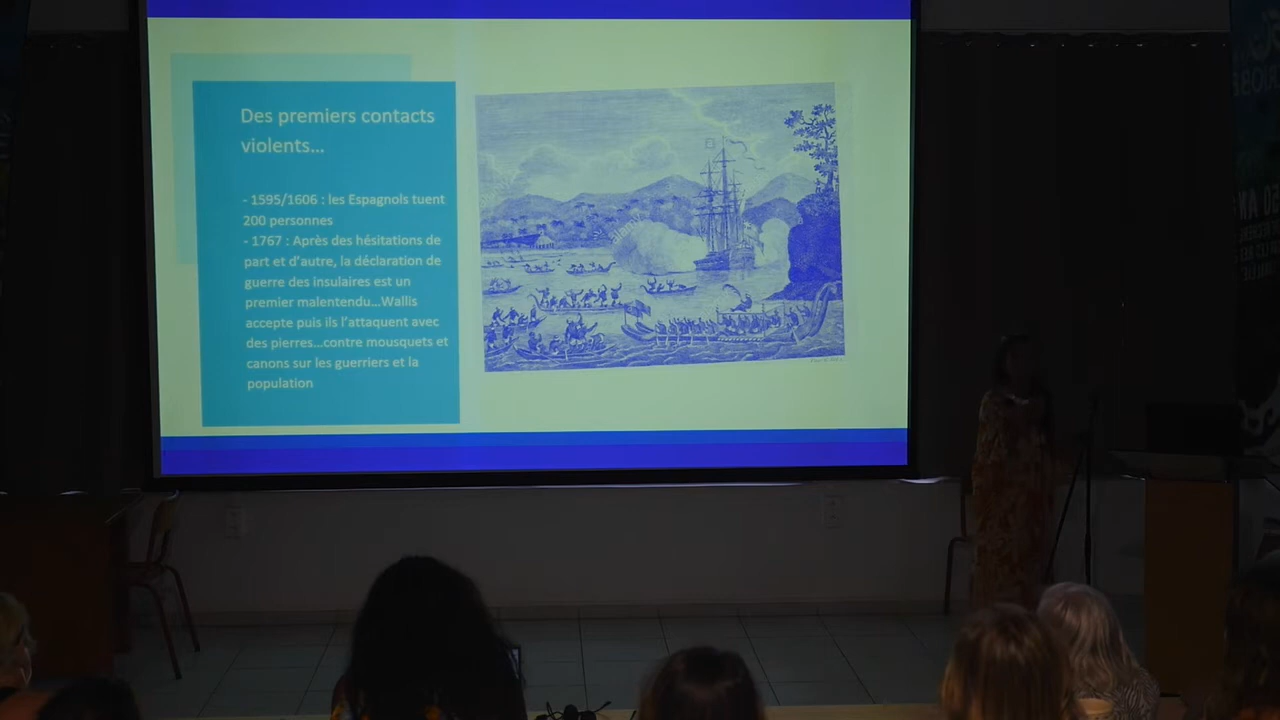 Des premiers contacts
violents...
- 1595/1606 : les Espagnols tuent
200 personnes
- 1767 : Après des hésitations de
part et d'autre, la déclaration de
guerre des insulaires est un
premier malentendu...Wallis
accepte puis ils l'attaquent avec
des pierres...contre mousquets et
canons sur les guerriers et la
population